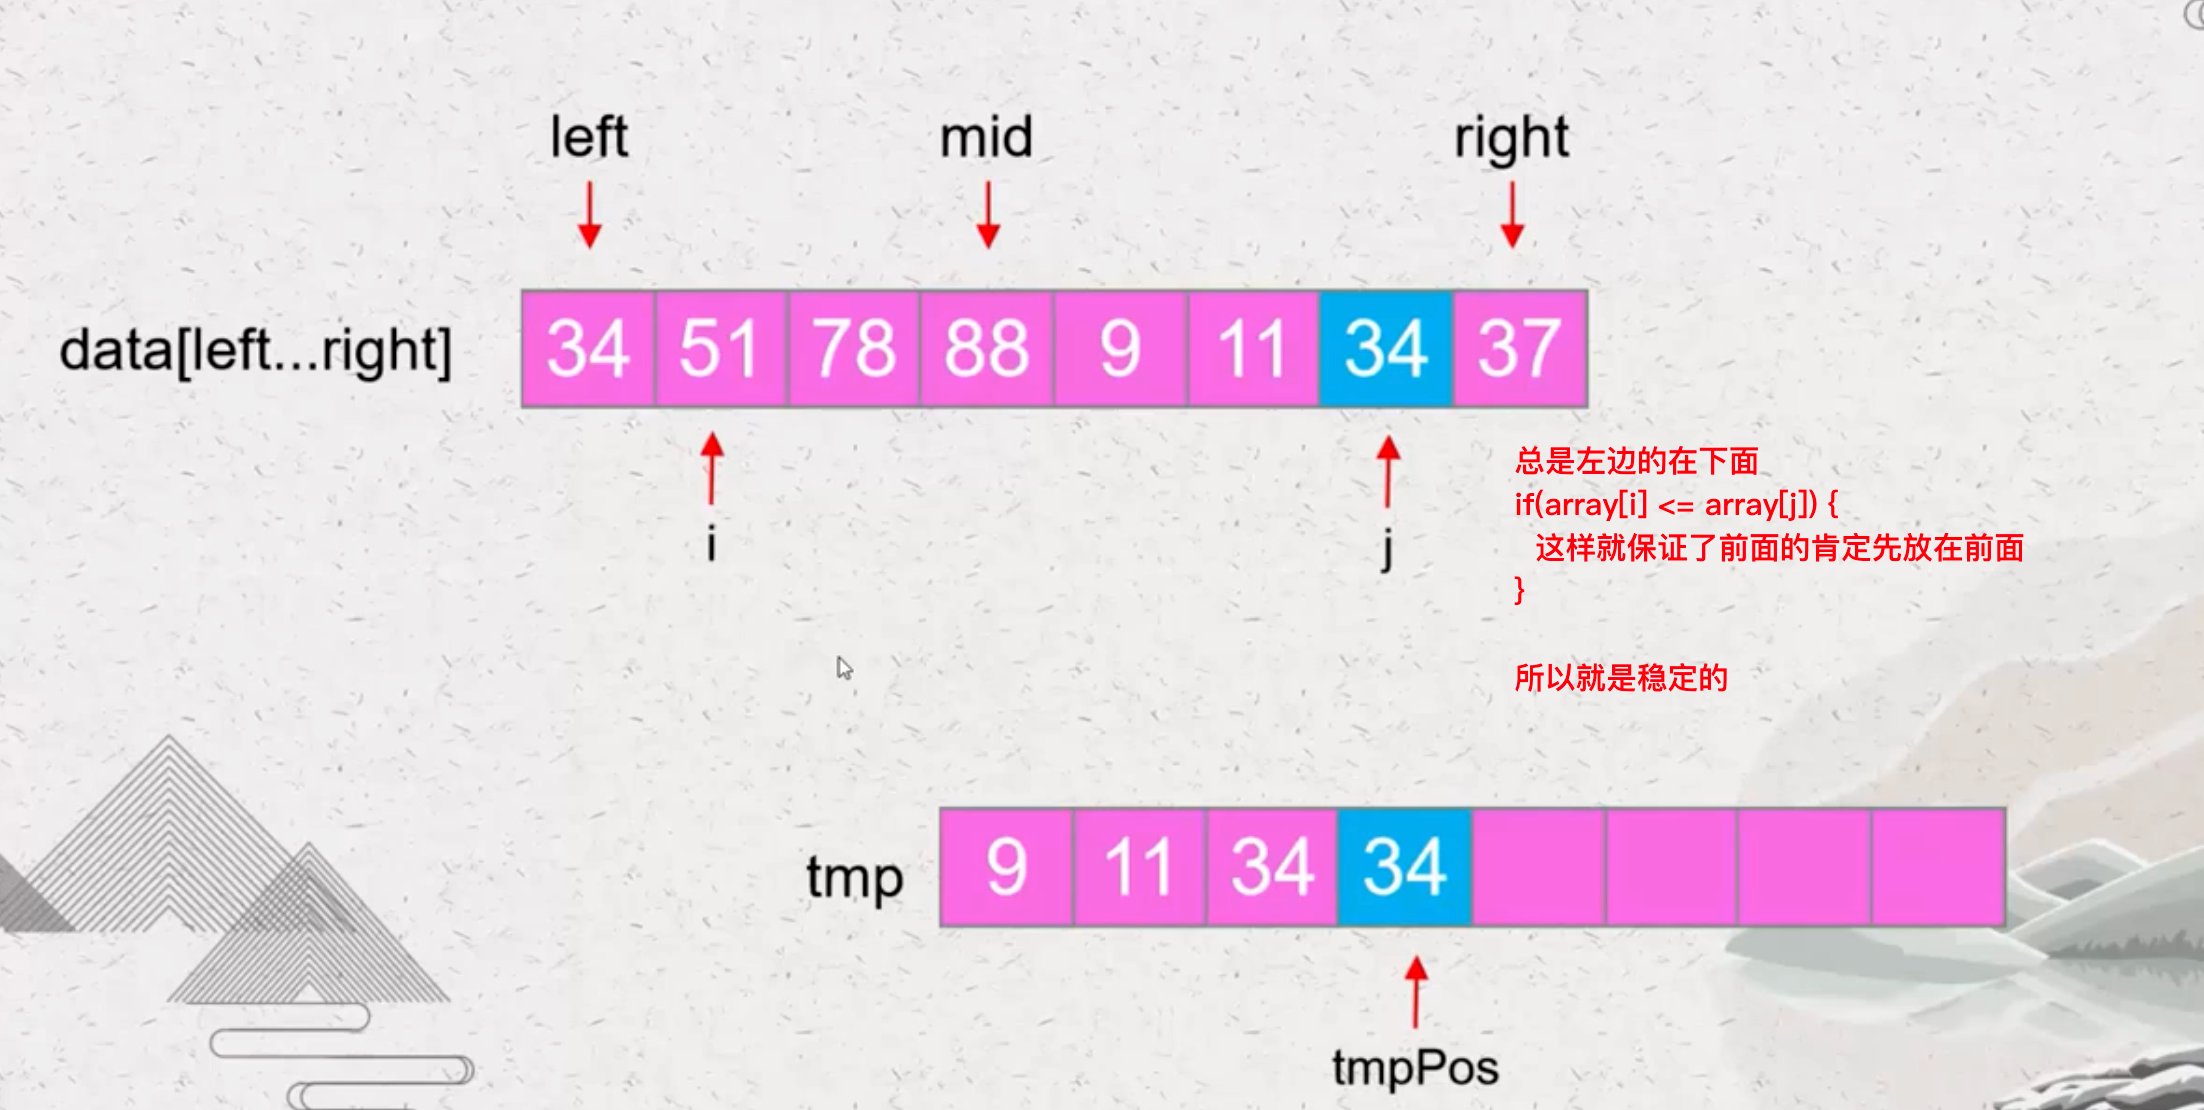 left mid right
data[left...right] 34 51 78 88 9 11 34 37
i j
总是左边的在下面
if(array[i] <= array[j]) {
这样就保证了前面的肯定先放在前面
}
所以就是稳定的
tmp 9 11 34 34
tmpPos